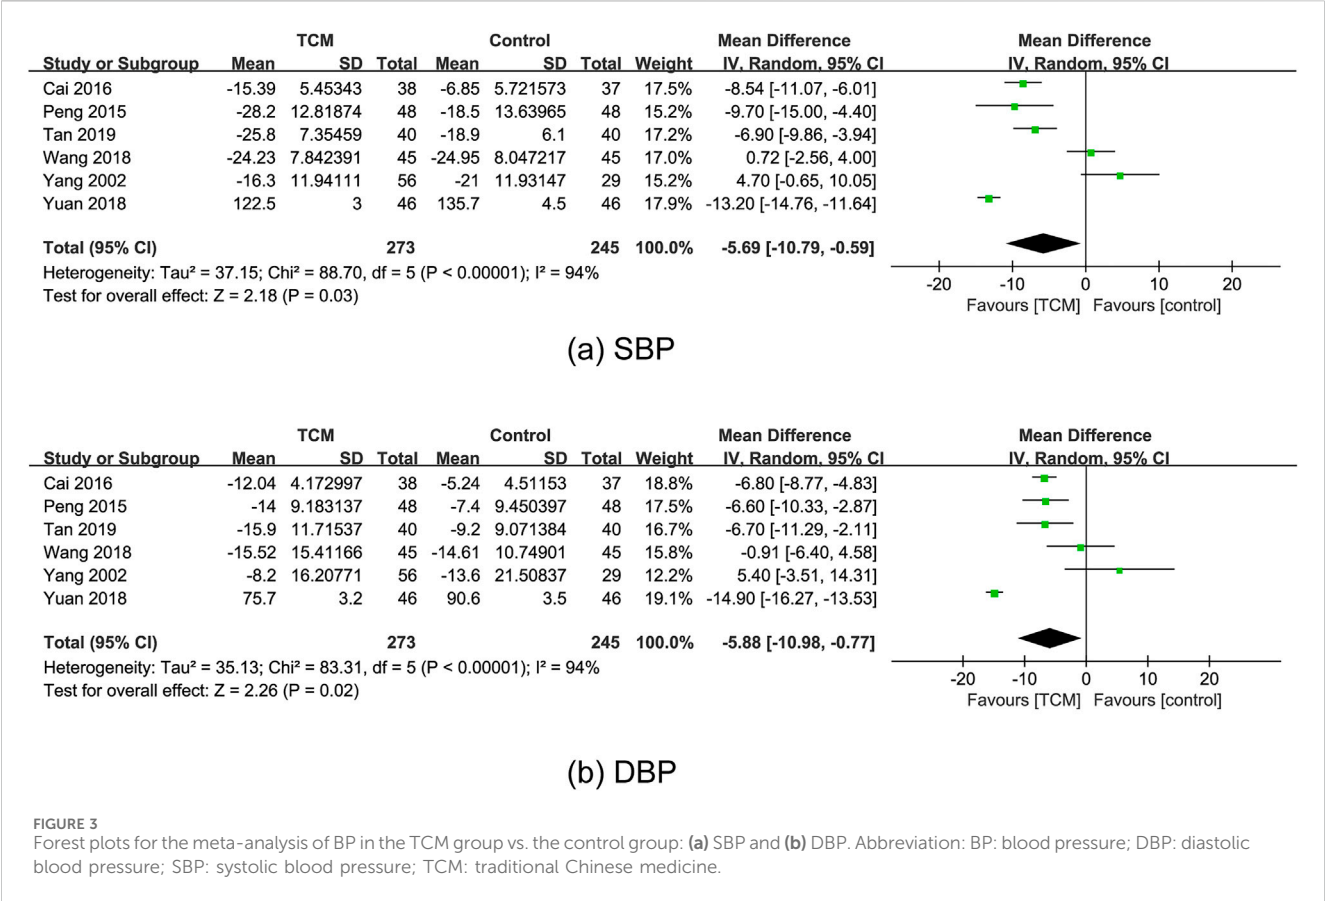 TCM Control Mean Difference Mean Difference
Study or Subgroup Mean SD Total Mean SD Total Weight IV, Random, 95% CI IV, Random, 95% CI
Cai 2016 -15.39 5.45343 38 -6.85 5.721573 37 17.5% -8.54 [-11.07, -6.01]
Peng 2015 -28.2 12.81874 48 -18.5 13.63965 48 15.2% -9.70 [-15.00, -4.40]
Tan 2019 -25.8 7.35459 40 -18.9 6.1 40 17.2% -6.90 [-9.86, -3.94]
Wang 2018 -24.23 7.842391 45 -24.95 8.047217 45 17.0% 0.72 [-2.56, 4.00]
Yang 2002 -16.3 11.94111 56 -21 11.93147 29 15.2% 4.70 [-0.65, 10.05]
Yuan 2018 122.5 3 46 135.7 4.5 46 17.9% -13.20 [-14.76, -11.64]
Total (95% CI) 273 245 100.0% -5.69 [-10.79, -0.59]
Heterogeneity: Tau² = 37.15; Chi² = 88.70, df = 5 (P < 0.00001); I² = 94%
Test for overall effect: Z = 2.18 (P = 0.03)
-20 -10 0 10 20
Favours [TCM] Favours [control]
(a) SBP
TCM Control Mean Difference Mean Difference
Study or Subgroup Mean SD Total Mean SD Total Weight IV, Random, 95% CI IV, Random, 95% CI
Cai 2016 -12.04 4.172997 38 -5.24 4.51153 37 18.8% -6.80 [-8.77, -4.83]
Peng 2015 -14 9.183137 48 -7.4 9.450397 48 17.5% -6.60 [-10.33, -2.87]
Tan 2019 -15.9 11.71537 40 -9.2 9.071384 40 16.7% -6.70 [-11.29, -2.11]
Wang 2018 -15.52 15.41166 45 -14.61 10.74901 45 15.8% -0.91 [-6.40, 4.58]
Yang 2002 -8.2 16.20771 56 -13.6 21.50837 29 12.2% 5.40 [-3.51, 14.31]
Yuan 2018 75.7 3.2 46 90.6 3.5 46 19.1% -14.90 [-16.27, -13.53]
Total (95% CI) 273 245 100.0% -5.88 [-10.98, -0.77]
Heterogeneity: Tau² = 35.13; Chi² = 83.31, df = 5 (P < 0.00001); I² = 94%
Test for overall effect: Z = 2.26 (P = 0.02)
-20 -10 0 10 20
Favours [TCM] Favours [control]
(b) DBP
FIGURE 3
Forest plots for the meta-analysis of BP in the TCM group vs. the control group: (a) SBP and (b) DBP. Abbreviation: BP: blood pressure; DBP: diastolic
blood pressure; SBP: systolic blood pressure; TCM: traditional Chinese medicine.